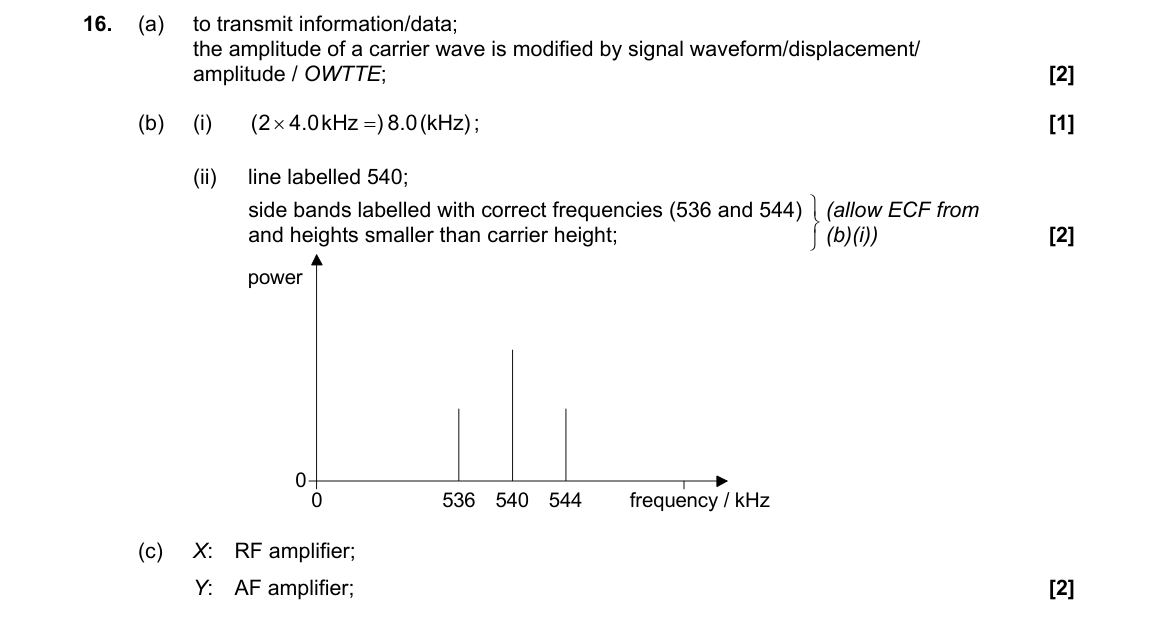 16. (a) to transmit information/data;
the amplitude of a carrier wave is modified by signal waveform/displacement/
amplitude / OWTTE; [2]
(b) (i) (2 × 4.0 kHz =) 8.0 (kHz); [1]
(ii) line labelled 540;
side bands labelled with correct frequencies (536 and 544) } (allow ECF from
and heights smaller than carrier height; (b)(i)) [2]
power
0
0 536 540 544 frequency / kHz
(c) X: RF amplifier;
Y: AF amplifier; [2]